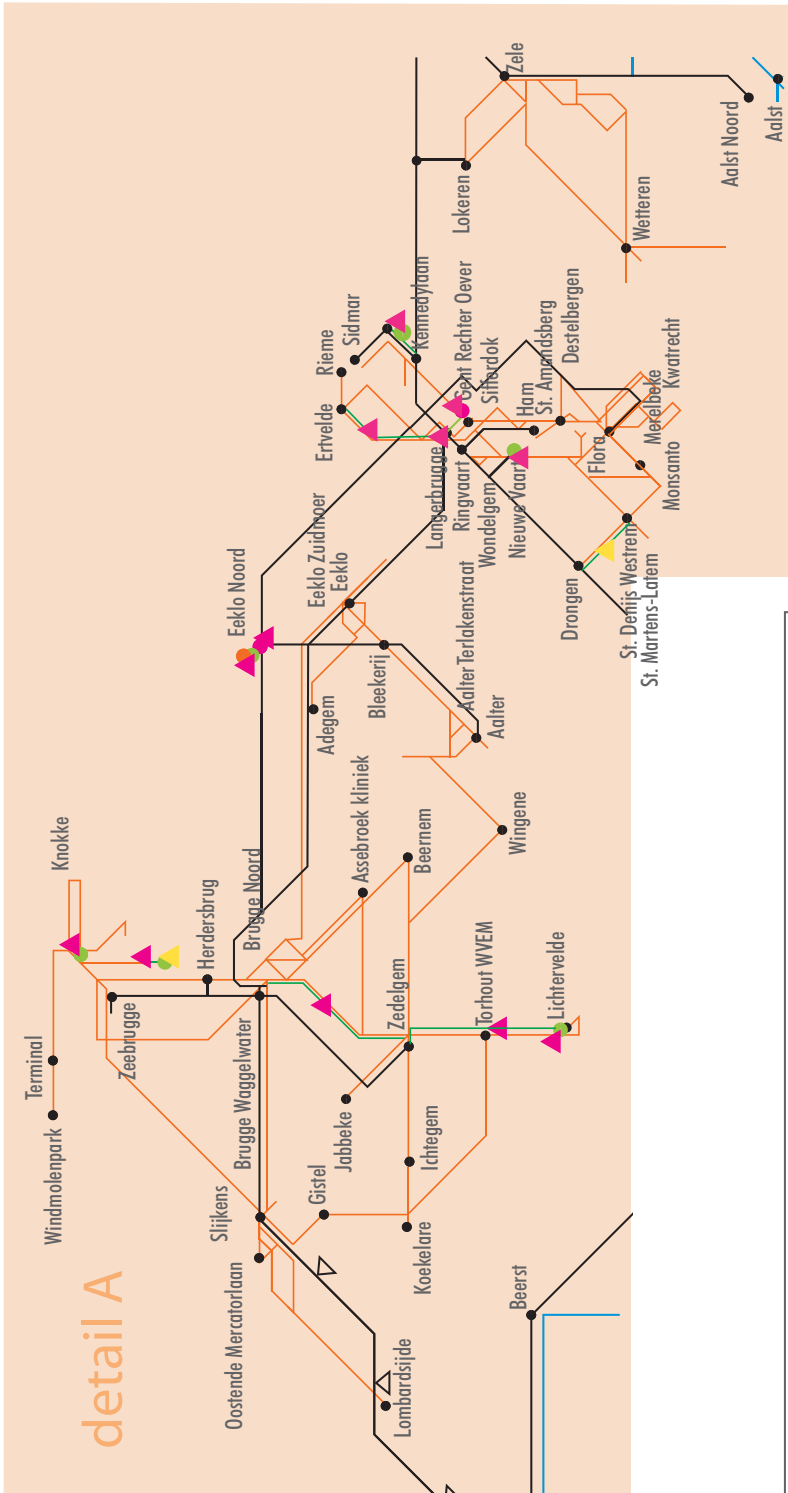 detail A
Windmolenpark
Terminal
Knokke
Zeebrugge
Herdersbrug
Brugge Noord
Brugge Waggelwater
Slijkens
Oostende Mercatorlaan
Gistel
Jabbeke
Zedelgem
Assebroek kliniek
Beernem
Torhout WVEM
Lichtervelde
Ichtegem
Koekelare
Lombardsijde
Beerst
Wingene
Aalter
Aalter Terlakenstraat
Bleekerij
Adegem
Eeklo Noord
Eeklo Zuidmoer
Eeklo
Ertvelde
Rieme
Sidmar
Kennedylaan
Langerbrugge
Gent Rechter Oever
Sifferdok
Ringvaart
Wondelgem
Nieuwe Vaart
Ham
St. Amandsberg
Destelbergen
Flora
Merelbeke
Kwatrecht
Monsanto
Drongen
St. Denijs Westrem
St. Martens-Latem
Lokeren
Zele
Wetteren
Aalst Noord
Aalst